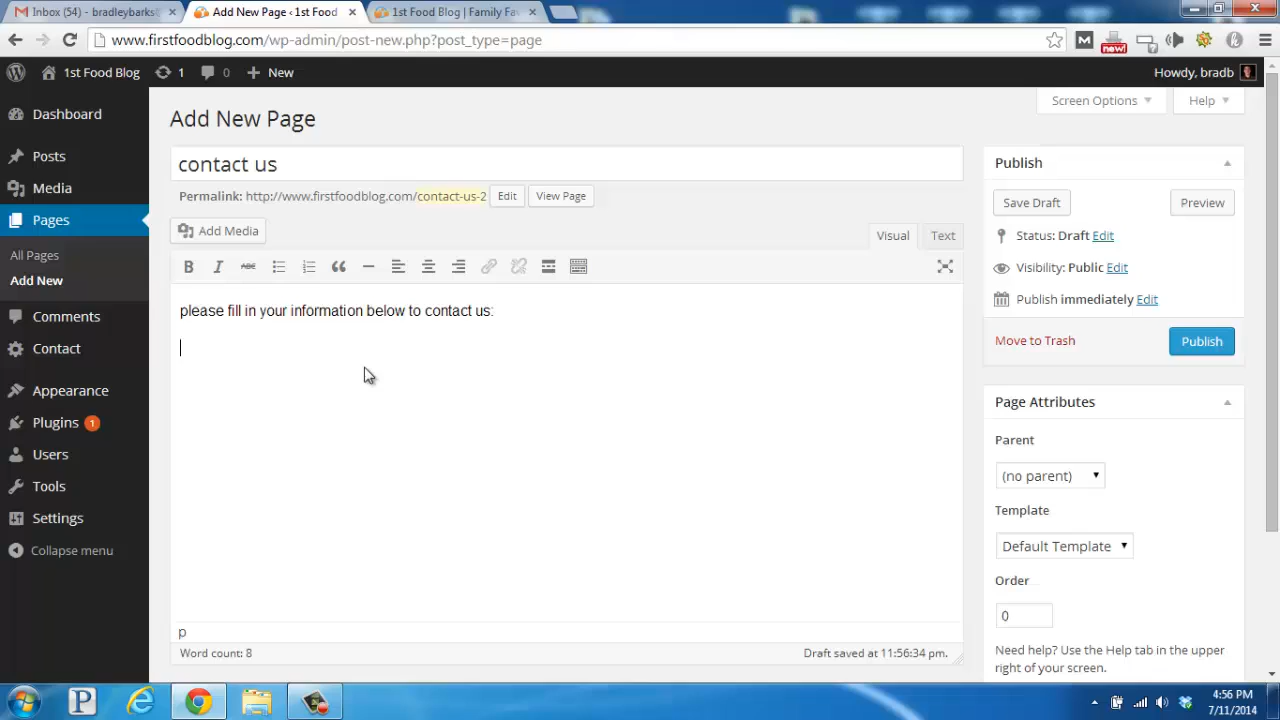 Inbox (54) - bradleybarks@
Add New Page ‹ 1st Food
1st Food Blog | Family Fa
www.firstfoodblog.com/wp-admin/post-new.php?post_type=page
M
new!
1st Food Blog
1
0
New
Howdy, bradb
Dashboard
Posts
Media
Pages
All Pages
Add New
Comments
Contact
Appearance
Plugins 1
Users
Tools
Settings
Collapse menu
Screen Options
Help
Add New Page
contact us
Permalink: http://www.firstfoodblog.com/contact-us-2 Edit View Page
Add Media
Visual Text
B I ABC
please fill in your information below to contact us:
p
Word count: 8
Draft saved at 11:56:34 pm.
Publish
Save Draft
Preview
Status: Draft Edit
Visibility: Public Edit
Publish immediately Edit
Move to Trash
Publish
Page Attributes
Parent
(no parent)
Template
Default Template
Order
0
Need help? Use the Help tab in the upper
right of your screen.
P
4:56 PM
7/11/2014